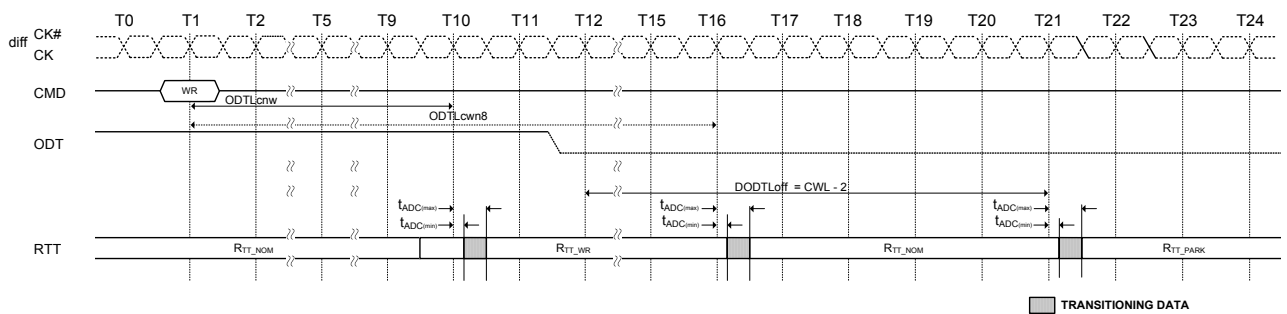 T0 T1 T2 T5 T9 T10 T11 T12 T15 T16 T17 T18 T19 T20 T21 T22 T23 T24
diff CK#
CK
CMD WR
ODTLcnw
ODTLcwn8
ODT
DODTLoff = CWL - 2
tADC(max) tADC(max) tADC(max)
tADC(min) tADC(min) tADC(min)
RTT RTT_NOM RTT_WR RTT_NOM RTT_PARK
TRANSITIONING DATA